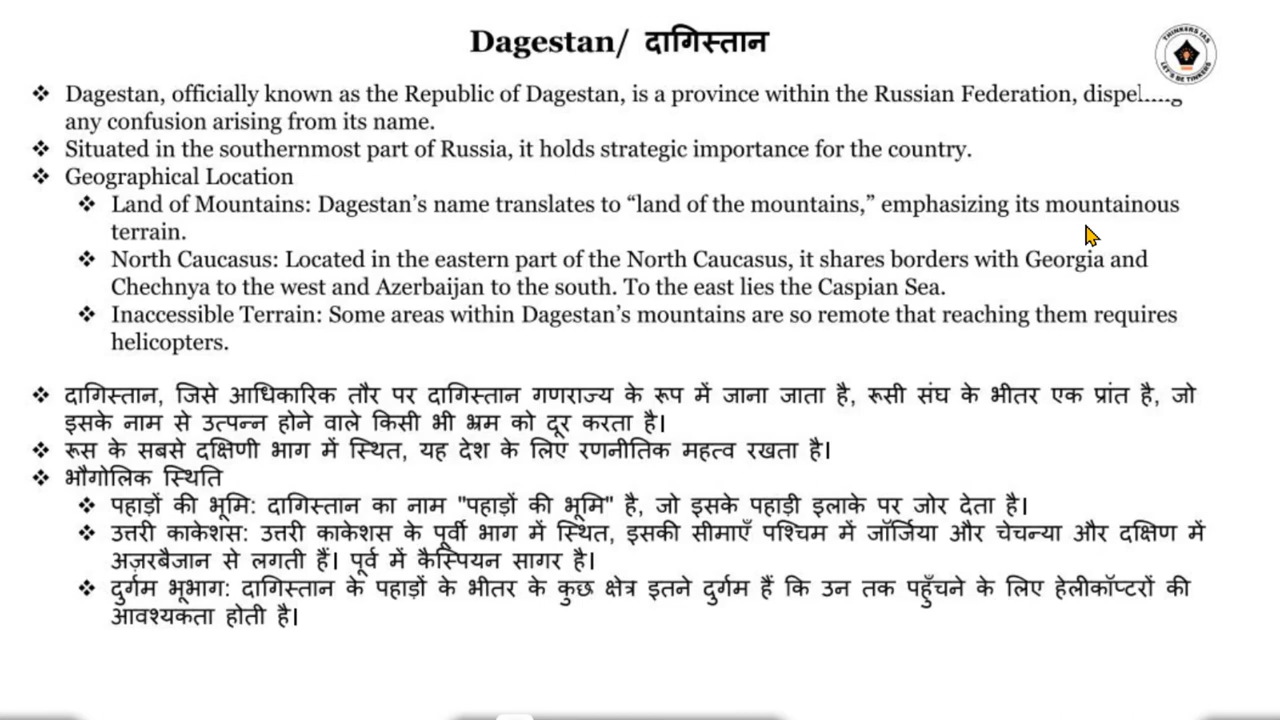 Dagestan/ दागिस्तान
THINKERS IAS
LET'S BE TINKERS
❖ Dagestan, officially known as the Republic of Dagestan, is a province within the Russian Federation,
any confusion arising from its name.
❖ Situated in the southernmost part of Russia, it holds strategic importance for the country.
❖ Geographical Location
❖ Land of Mountains: Dagestan’s name translates to “land of the mountains,” emphasizing its mountainous
terrain.
❖ North Caucasus: Located in the eastern part of the North Caucasus, it shares borders with Georgia and
Chechnya to the west and Azerbaijan to the south. To the east lies the Caspian Sea.
❖ Inaccessible Terrain: Some areas within Dagestan’s mountains are so remote that reaching them requires
helicopters.
❖ दागिस्तान, जिसे आधिकारिक तौर पर दागिस्तान गणराज्य के रूप में जाना जाता है, रूसी संघ के भीतर एक प्रांत है, जो
इसके नाम से उत्पन्न होने वाले किसी भी भ्रम को दूर करता है।
❖ रूस के सबसे दक्षिणी भाग में स्थित, यह देश के लिए रणनीतिक महत्व रखता है।
❖ भौगोलिक स्थिति
❖ पहाड़ों की भूमि: दागिस्तान का नाम "पहाड़ों की भूमि" है, जो इसके पहाड़ी इलाके पर जोर देता है।
❖ उत्तरी काकेशस: उत्तरी काकेशस के पूर्वी भाग में स्थित, इसकी सीमाएँ पश्चिम में जॉर्जिया और चेचन्या और दक्षिण में
अज़रबैजान से लगती हैं। पूर्व में कैस्पियन सागर है।
❖ दुर्गम भूभाग: दागिस्तान के पहाड़ों के भीतर के कुछ क्षेत्र इतने दुर्गम हैं कि उन तक पहुँचने के लिए हेलीकॉप्टरों की
आवश्यकता होती है।